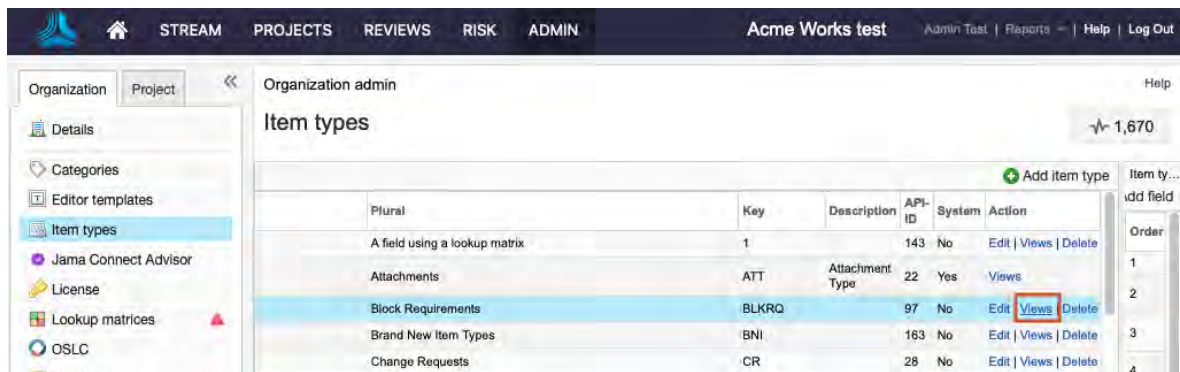 STREAM PROJECTS REVIEWS RISK ADMIN Acme Works test Admin Test | Reports | Help | Log Out
Organization Project Organization admin Help
Details Item types 1,670
Categories Add item type Item ty...
Editor templates Plural Key Description API-ID System Action dd field
Item types A field using a lookup matrix 1 143 No Edit | Views | Delete Order
Jama Connect Advisor Attachments ATT Attachment Type 22 Yes Views 1
License Block Requirements BLKRQ 97 No Edit | Views | Delete 2
Lookup matrices Brand New Item Types BNI 163 No Edit | Views | Delete 3
OSLC Change Requests CR 28 No Edit | Views | Delete 4